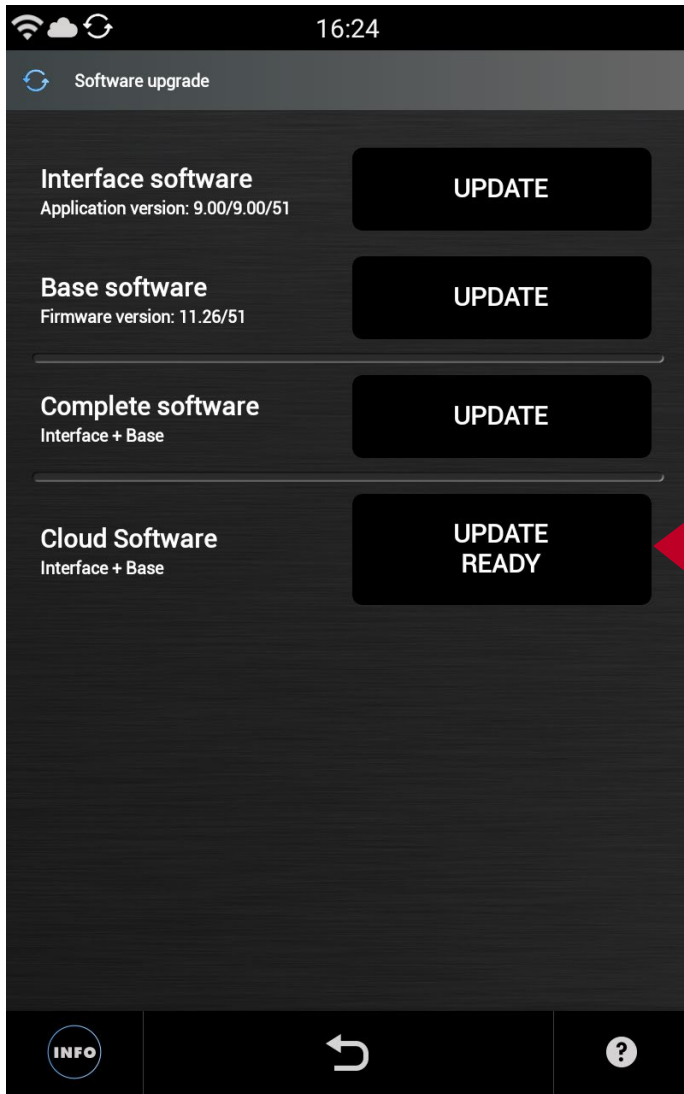 16:24
Software upgrade
Interface software
Application version: 9.00/9.00/51
UPDATE
Base software
Firmware version: 11.26/51
UPDATE
Complete software
Interface + Base
UPDATE
Cloud Software
Interface + Base
UPDATE
READY
INFO
?